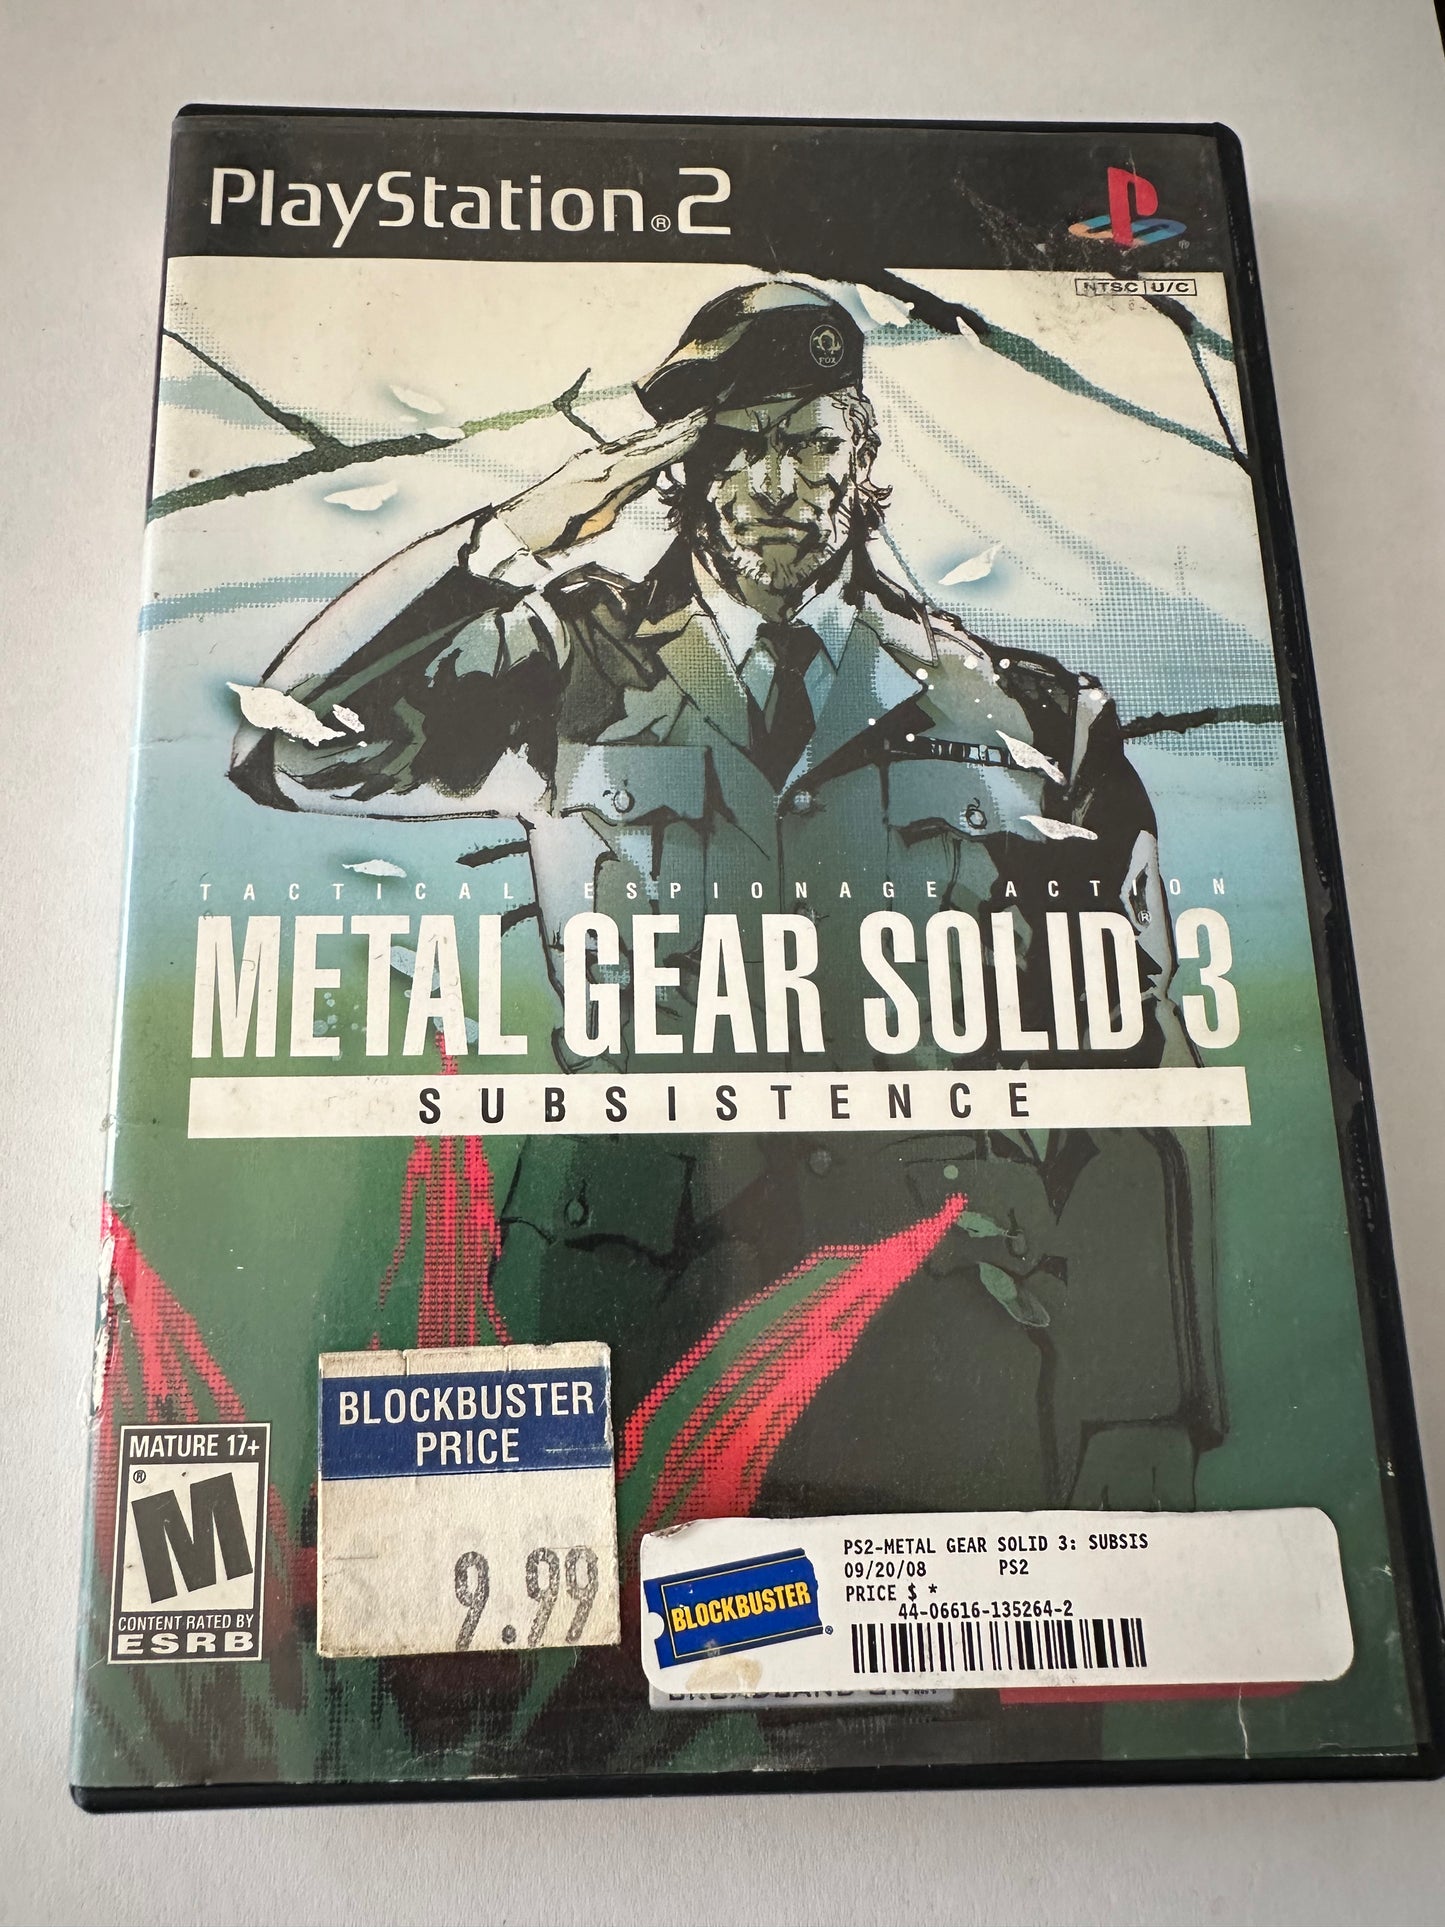 PlayStation®2
NTSC U/C
FOX
TACTICAL ESPIONAGE ACTION
METAL GEAR SOLID® 3
SUBSISTENCE
BLOCKBUSTER
PRICE
9.99
MATURE 17+
M®
CONTENT RATED BY
ESRB
BLOCKBUSTER®
PS2-METAL GEAR SOLID 3: SUBSIS
09/20/08 PS2
PRICE $ *
44-06616-135264-2